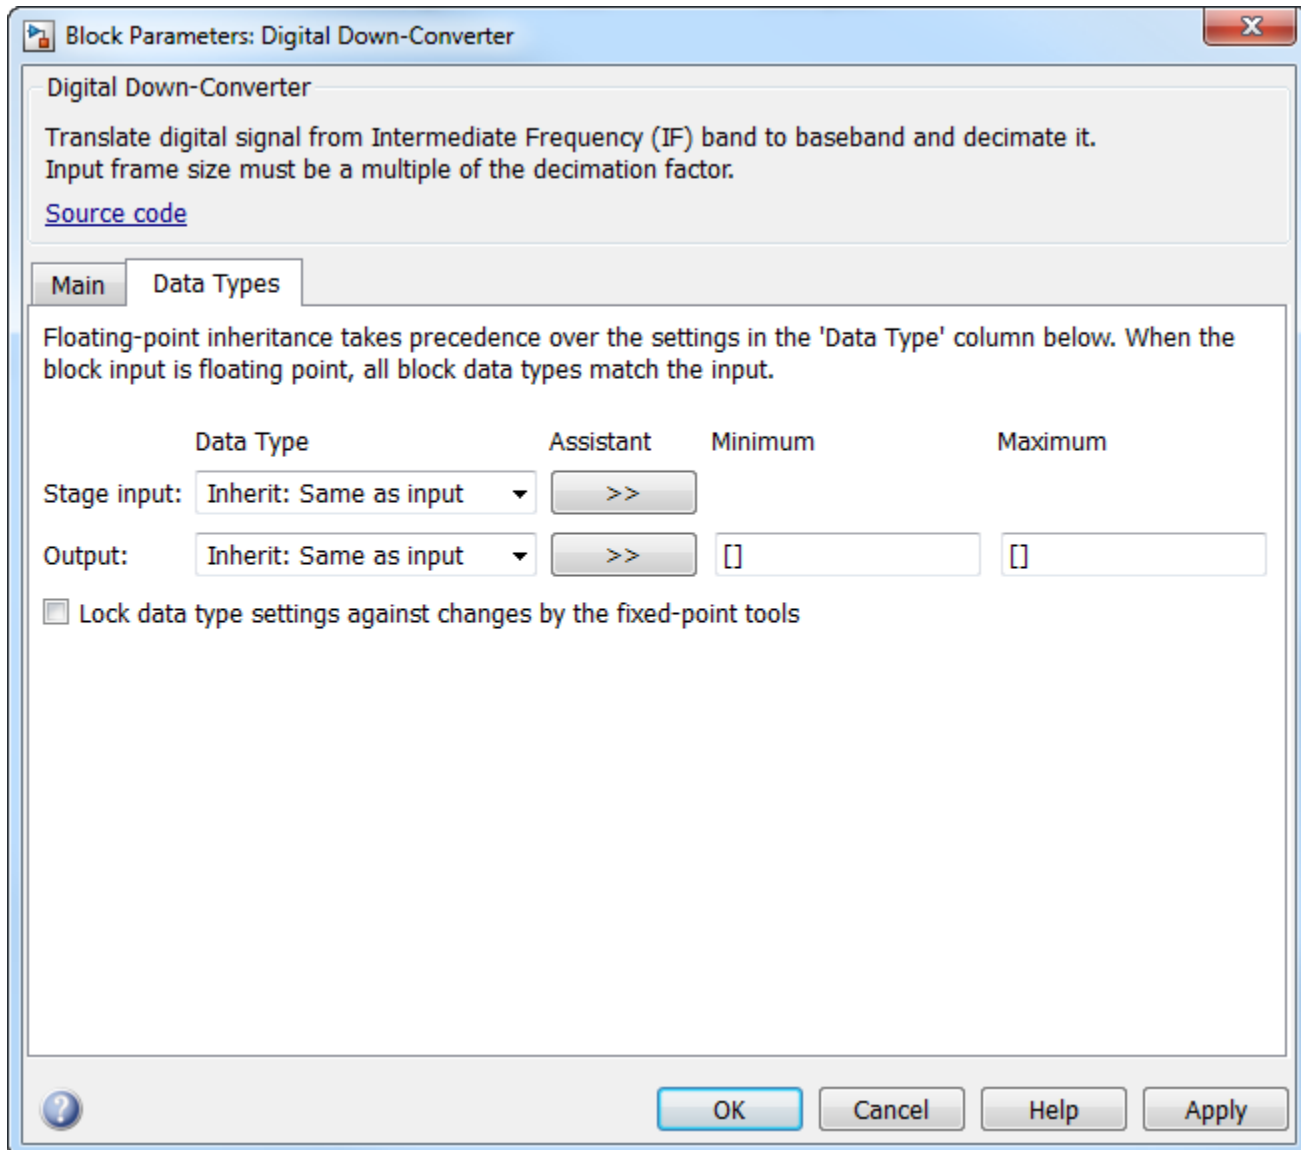 Block Parameters: Digital Down-Converter
Digital Down-Converter
Translate digital signal from Intermediate Frequency (IF) band to baseband and decimate it.
Input frame size must be a multiple of the decimation factor.
Source code
Main Data Types
Floating-point inheritance takes precedence over the settings in the 'Data Type' column below. When the
block input is floating point, all block data types match the input.
Data Type Assistant Minimum Maximum
Stage input: Inherit: Same as input >>
Output: Inherit: Same as input >> [] []
Lock data type settings against changes by the fixed-point tools
? OK Cancel Help Apply